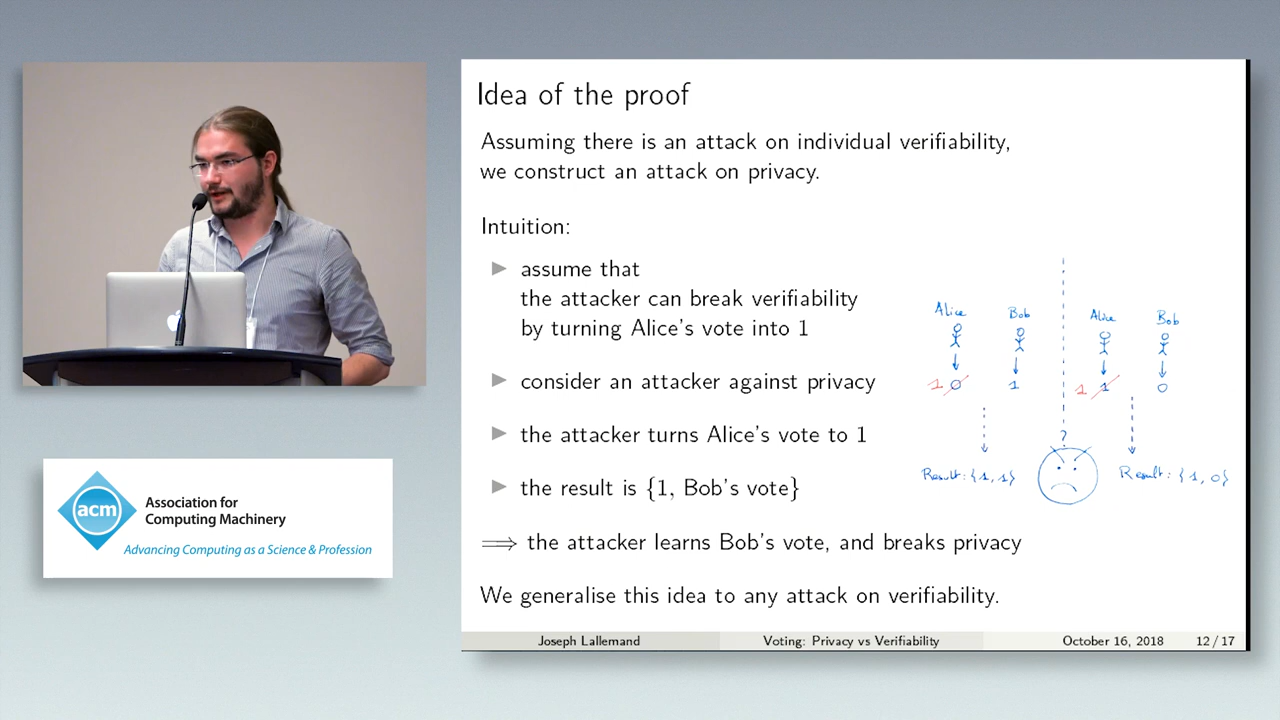 Idea of the proof
Assuming there is an attack on individual verifiability,
we construct an attack on privacy.
Intuition:
▶ assume that
the attacker can break verifiability
by turning Alice's vote into 1
▶ consider an attacker against privacy
▶ the attacker turns Alice's vote to 1
▶ the result is {1, Bob's vote}
⟹ the attacker learns Bob's vote, and breaks privacy
We generalise this idea to any attack on verifiability.
Alice Bob Alice Bob
1 0 1 1 1 0
?
Result: {1, 1} Result: {1, 0}
Joseph Lallemand Voting: Privacy vs Verifiability October 16, 2018 12 / 17
acm
Association for
Computing Machinery
Advancing Computing as a Science & Profession